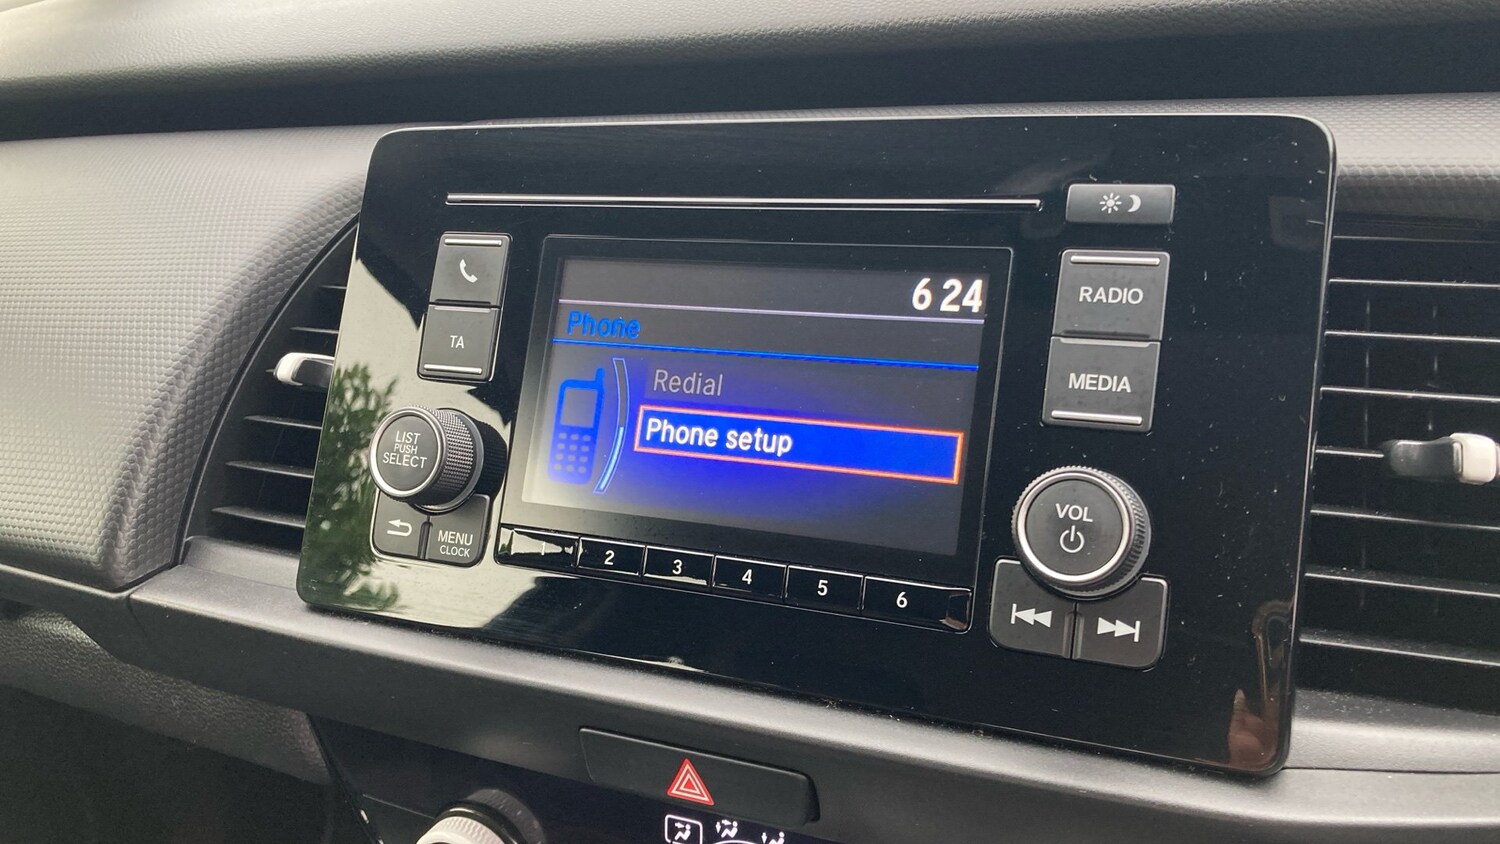 6 24
Phone
Redial
Phone setup
TA
LIST
PUSH
SELECT
MENU
CLOCK
1
2
3
4
5
6
RADIO
MEDIA
VOL